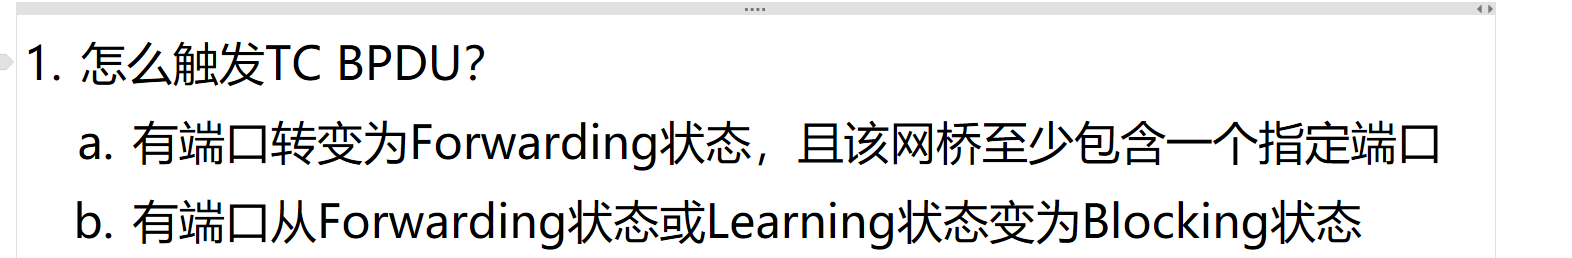 1. 怎么触发TC BPDU？
a. 有端口转变为Forwarding状态，且该网桥至少包含一个指定端口
b. 有端口从Forwarding状态或Learning状态变为Blocking状态